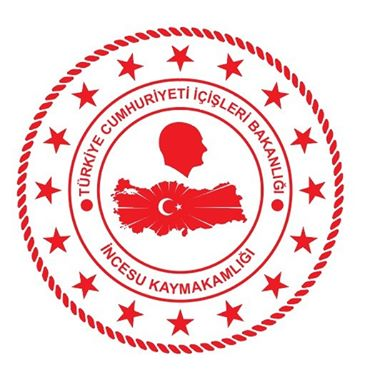 TÜRKİYE CUMHURİYETİ İÇİŞLERİ BAKANLIĞI
İNCESU KAYMAKAMLIĞI